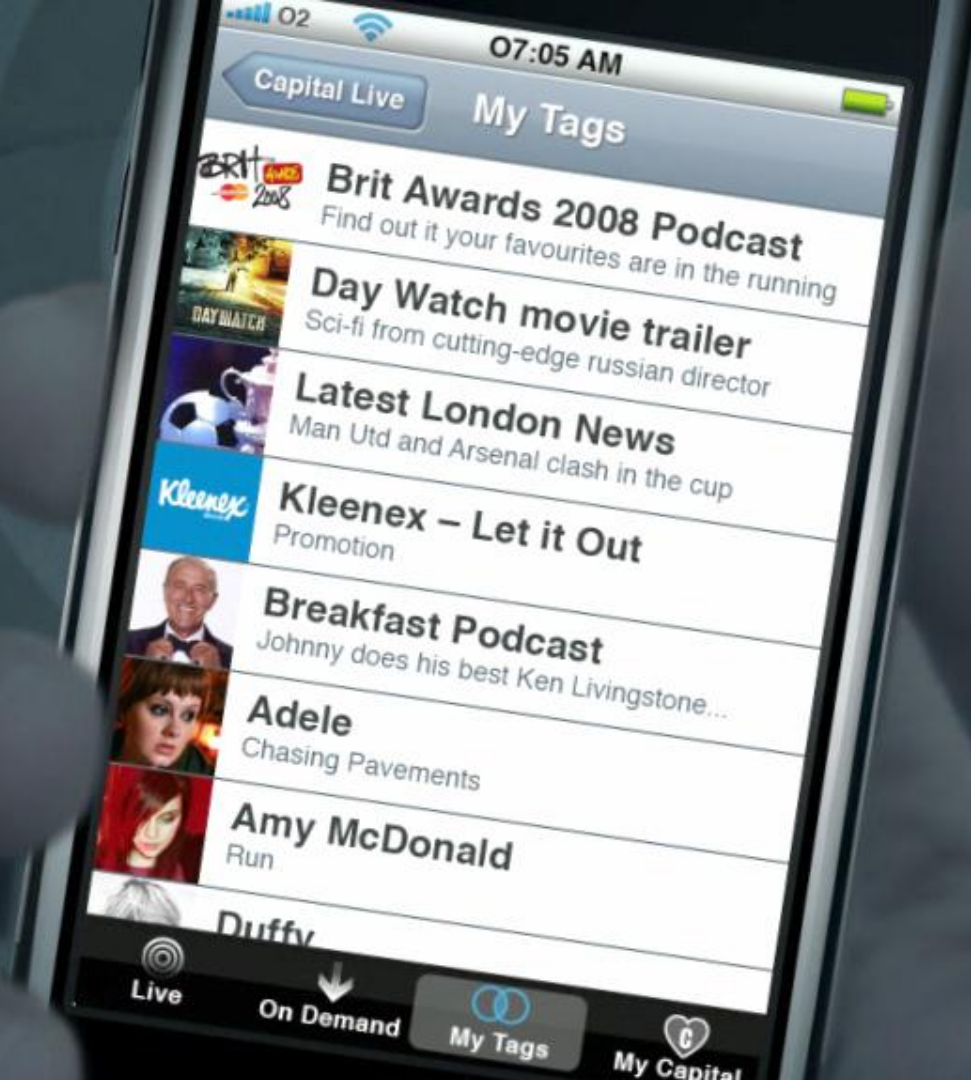 O2
07:05 AM
Capital Live
My Tags
BRIT AWARDS
2008
Brit Awards 2008 Podcast
Find out it your favourites are in the running
DAY WATCH
Day Watch movie trailer
Sci-fi from cutting-edge russian director
Latest London News
Man Utd and Arsenal clash in the cup
Kleenex
Kleenex – Let it Out
Promotion
Breakfast Podcast
Johnny does his best Ken Livingstone...
Adele
Chasing Pavements
Amy McDonald
Run
Duffy
Live
On Demand
My Tags
C
My Capital